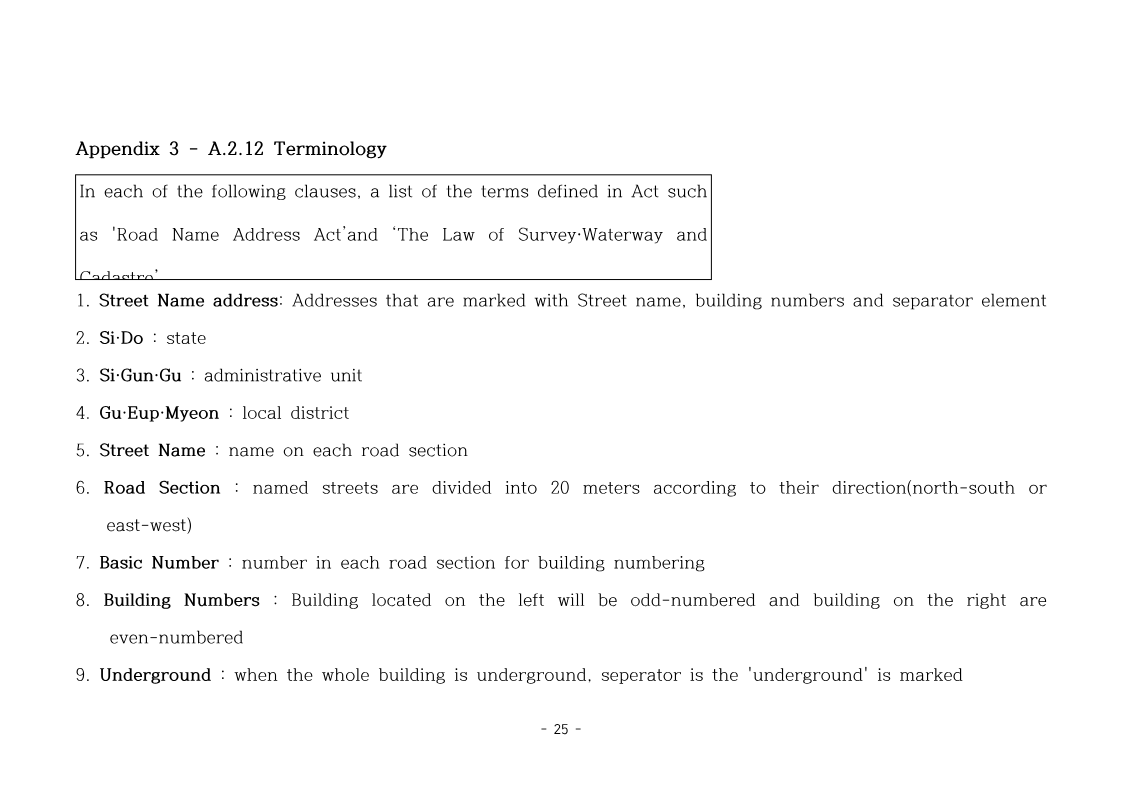 Appendix 3 - A.2.12 Terminology
In each of the following clauses, a list of the terms defined in Act such
as 'Road Name Address Act’and ‘The Law of Survey·Waterway and
Cadastre’
1. Street Name address: Addresses that are marked with Street name, building numbers and separator element
2. Si·Do : state
3. Si·Gun·Gu : administrative unit
4. Gu·Eup·Myeon : local district
5. Street Name : name on each road section
6. Road Section : named streets are divided into 20 meters according to their direction(north-south or
east-west)
7. Basic Number : number in each road section for building numbering
8. Building Numbers : Building located on the left will be odd-numbered and building on the right are
even-numbered
9. Underground : when the whole building is underground, seperator is the 'underground' is marked
- 25 -